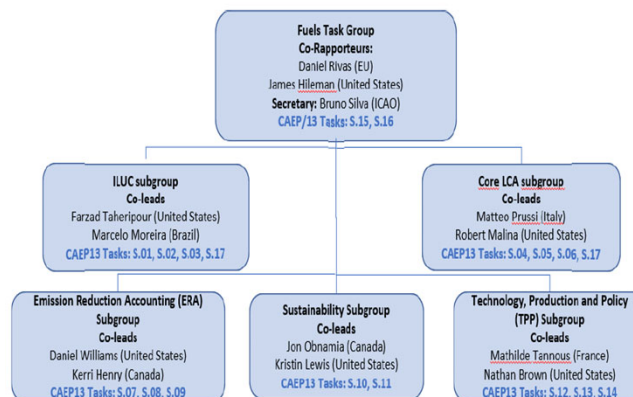 Fuels Task Group
Co-Rapporteurs:
Daniel Rivas (EU)
James Hileman (United States)
Secretary: Bruno Silva (ICAO)
CAEP/13 Tasks: S.15, S.16
ILUC subgroup
Co-leads
Farzad Taheripour (United States)
Marcelo Moreira (Brazil)
CAEP13 Tasks: S.01, S.02, S.03, S.17
Core LCA subgroup
Co-leads
Matteo Prussi (Italy)
Robert Malina (United States)
CAEP13 Tasks: S.04, S.05, S.06, S.17
Emission Reduction Accounting (ERA)
Subgroup
Co-leads
Daniel Williams (United States)
Kerri Henry (Canada)
CAEP13 Tasks: S.07, S.08, S.09
Sustainability Subgroup
Co-leads
Jon Obnamia (Canada)
Kristin Lewis (United States)
CAEP13 Tasks: S.10, S.11
Technology, Production and Policy
(TPP) Subgroup
Co-leads
Mathilde Tannous (France)
Nathan Brown (United States)
CAEP13 Tasks: S.12, S.13, S.14